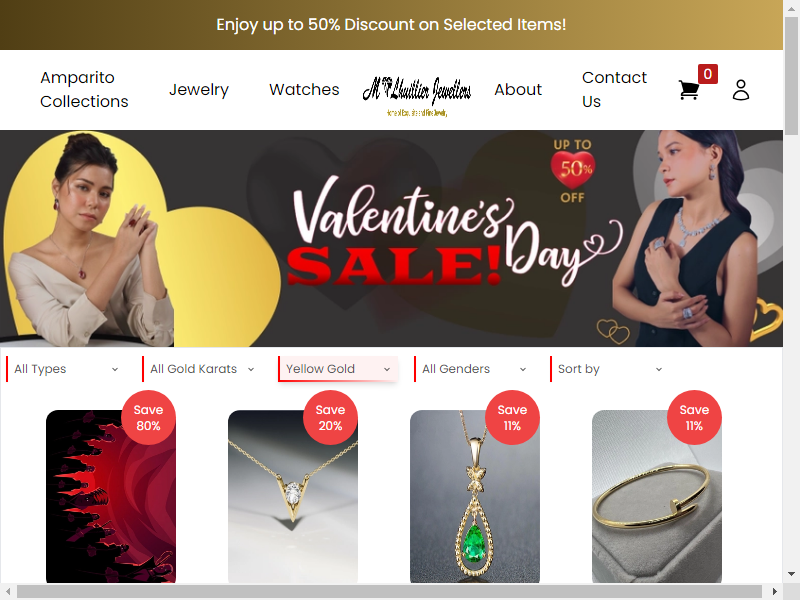 Enjoy up to 50% Discount on Selected Items!
Amparito
Collections
Jewelry
Watches
M Lhuillier Jewellers
About
Contact
Us
0
UP TO
50%
OFF
Valentine's
Day
SALE!
All Types
All Gold Karats
Yellow Gold
All Genders
Sort by
Save
80%
Save
20%
Save
11%
Save
11%